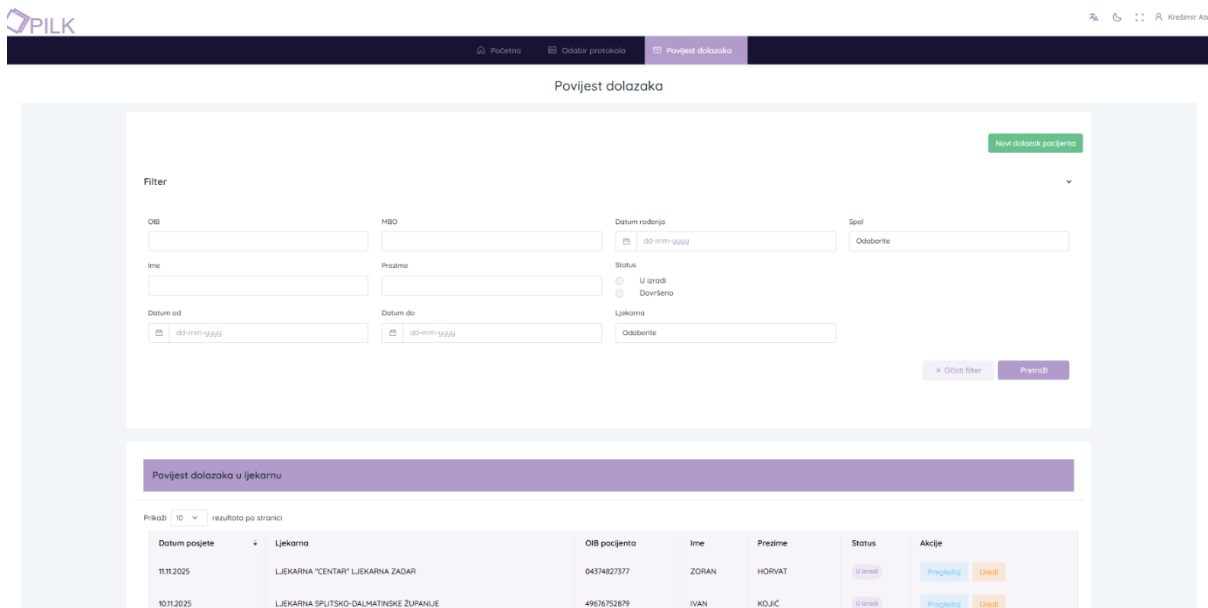 PILK
Krešimir Ate
Početna Odabir protokola Povijest dolazaka
Povijest dolazaka
Novi dolazak pacijenta
Filter
OIB MBO Datum rođenja Spol
dd-mm-yyyy Odaberite
Ime Prezime Status
U izradi
Dovršeno
Datum od Datum do Ljekarna
dd-mm-yyyy dd-mm-yyyy Odaberite
× Očisti filter Pretraži
Povijest dolazaka u ljekarnu
Prikaži 10 rezultata po stranici
Datum posjete Ljekarna OIB pacijenta Ime Prezime Status Akcije
11.11.2025 LJEKARNA "CENTAR" LJEKARNA ZADAR 04374827377 ZORAN HORVAT U izradi Pregledaj Uredi
10.11.2025 LJEKARNA SPLITSKO-DALMATINSKE ŽUPANIJE 49676752879 IVAN KOJIĆ U izradi Pregledaj Uredi